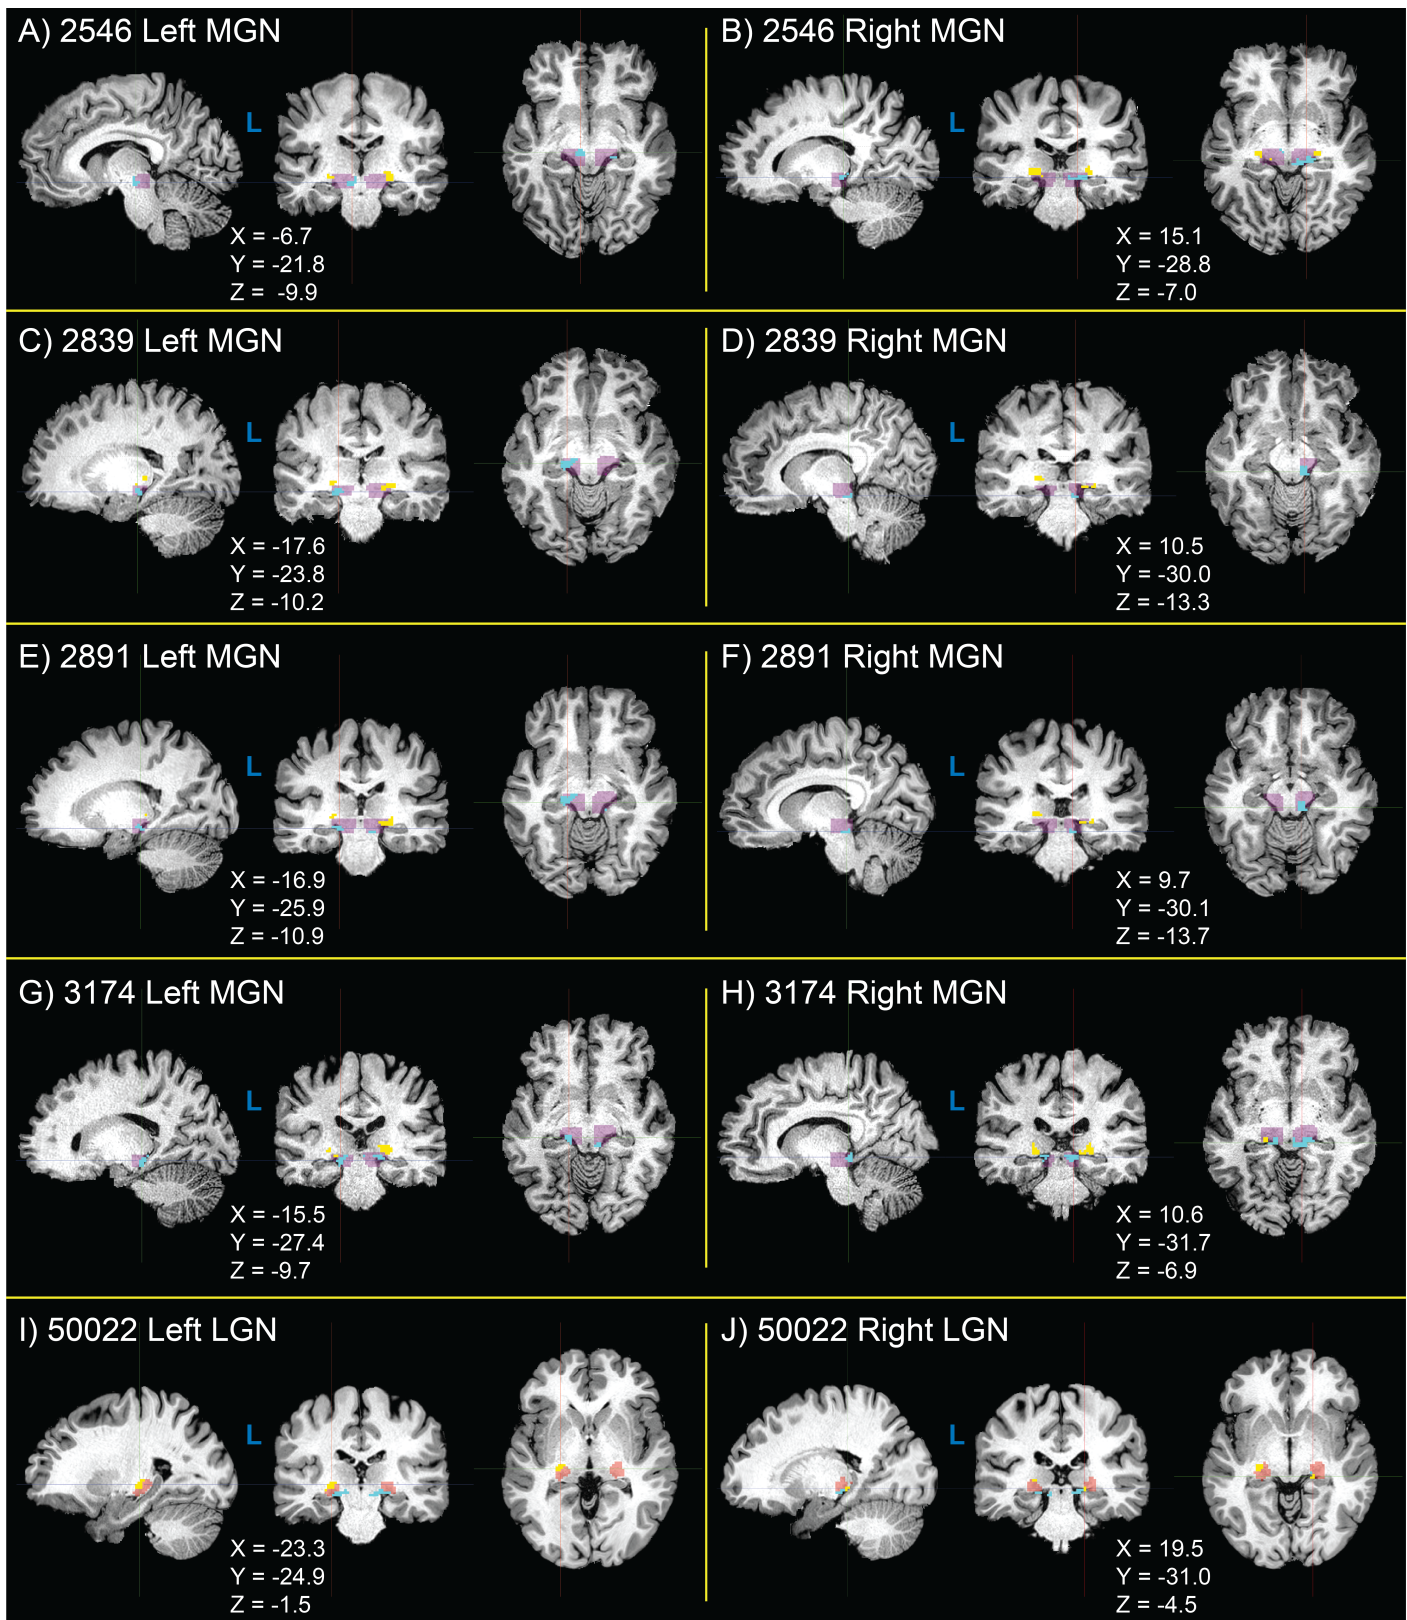 A) 2546 Left MGN
L
X = -6.7
Y = -21.8
Z = -9.9
B) 2546 Right MGN
L
X = 15.1
Y = -28.8
Z = -7.0
C) 2839 Left MGN
L
X = -17.6
Y = -23.8
Z = -10.2
D) 2839 Right MGN
L
X = 10.5
Y = -30.0
Z = -13.3
E) 2891 Left MGN
L
X = -16.9
Y = -25.9
Z = -10.9
F) 2891 Right MGN
L
X = 9.7
Y = -30.1
Z = -13.7
G) 3174 Left MGN
L
X = -15.5
Y = -27.4
Z = -9.7
H) 3174 Right MGN
L
X = 10.6
Y = -31.7
Z = -6.9
I) 50022 Left LGN
L
X = -23.3
Y = -24.9
Z = -1.5
J) 50022 Right LGN
L
X = 19.5
Y = -31.0
Z = -4.5